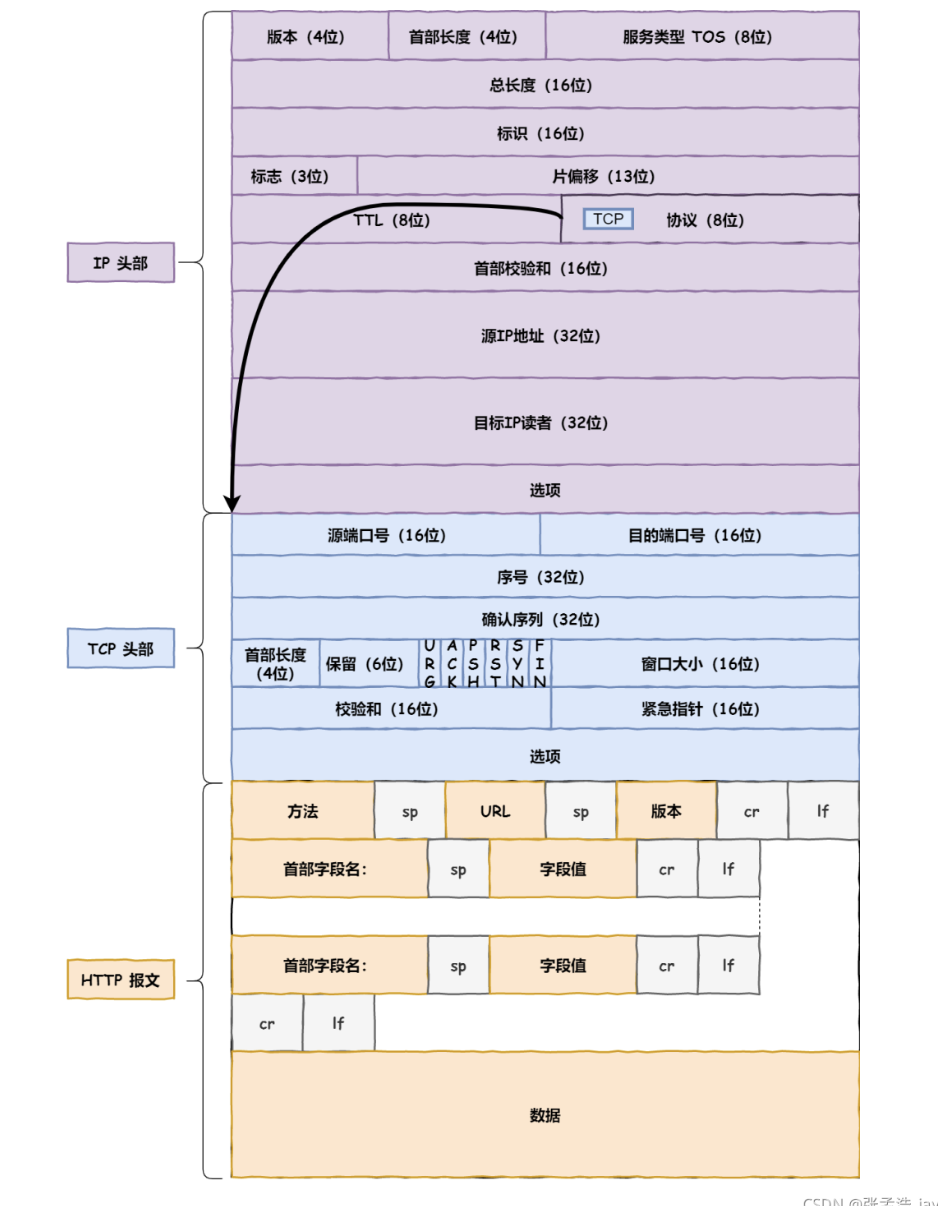 版本（4位） 首部长度（4位） 服务类型 TOS（8位）
总长度（16位）
标识（16位）
标志（3位） 片偏移（13位）
TTL（8位） TCP 协议（8位）
IP 头部
首部校验和（16位）
源IP地址（32位）
目标IP读者（32位）
选项
源端口号（16位） 目的端口号（16位）
序号（32位）
确认序列（32位）
TCP 头部
首部长度
（4位）
保留（6位） URG ACK PSH RST SYN FIN 窗口大小（16位）
校验和（16位） 紧急指针（16位）
选项
方法 sp URL sp 版本 cr lf
首部字段名： sp 字段值 cr lf
首部字段名： sp 字段值 cr lf
HTTP 报文
cr lf
数据
CSDN @张孟浩_jay